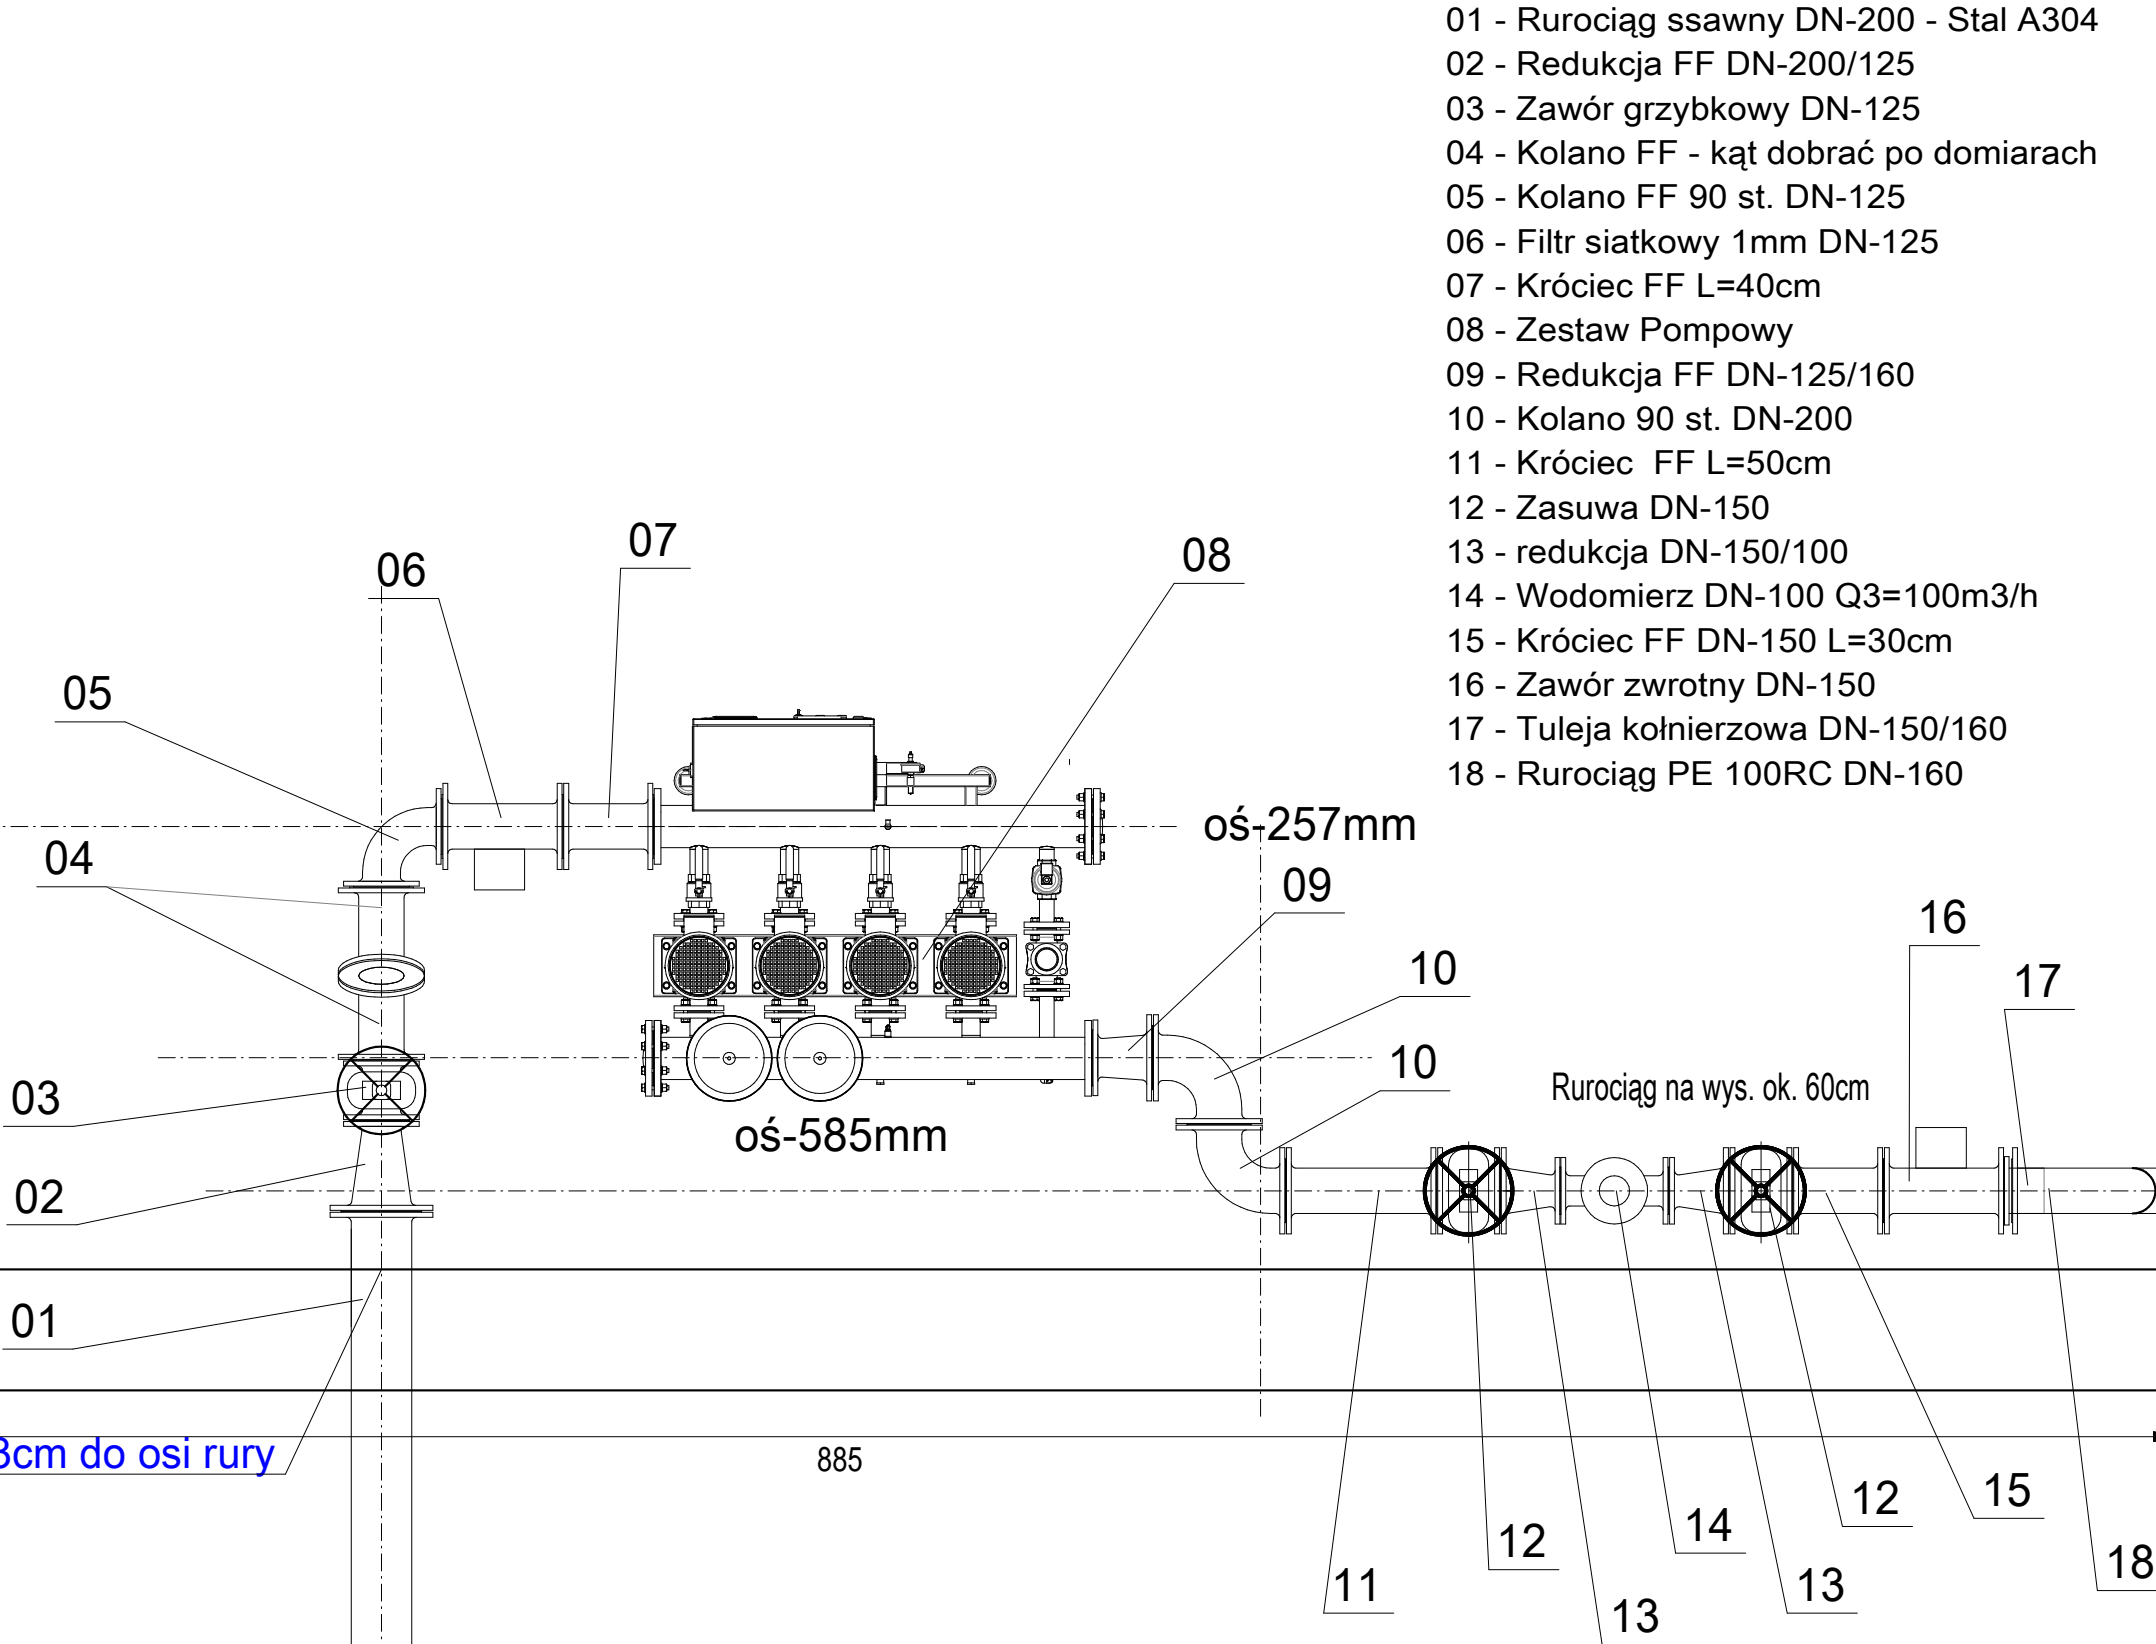 01 - Rurociąg ssawny DN-200 - Stal A304
02 - Redukcja FF DN-200/125
03 - Zawór grzybkowy DN-125
04 - Kolano FF - kąt dobrać po domiarach
05 - Kolano FF 90 st. DN-125
06 - Filtr siatkowy 1mm DN-125
07 - Króciec FF L=40cm
08 - Zestaw Pompowy
09 - Redukcja FF DN-125/160
10 - Kolano 90 st. DN-200
11 - Króciec  FF L=50cm
12 - Zasuwa DN-150
13 - redukcja DN-150/100
14 - Wodomierz DN-100 Q3=100m3/h
15 - Króciec FF DN-150 L=30cm
16 - Zawór zwrotny DN-150
17 - Tuleja kołnierzowa DN-150/160
18 - Rurociąg PE 100RC DN-160
07
08
06
05
oś-257mm
04
09
16
10
17
10
03
Rurociąg na wys. ok. 60cm
oś-585mm
02
01
3cm do osi rury
885
15
12
14
12
18
11
13
13